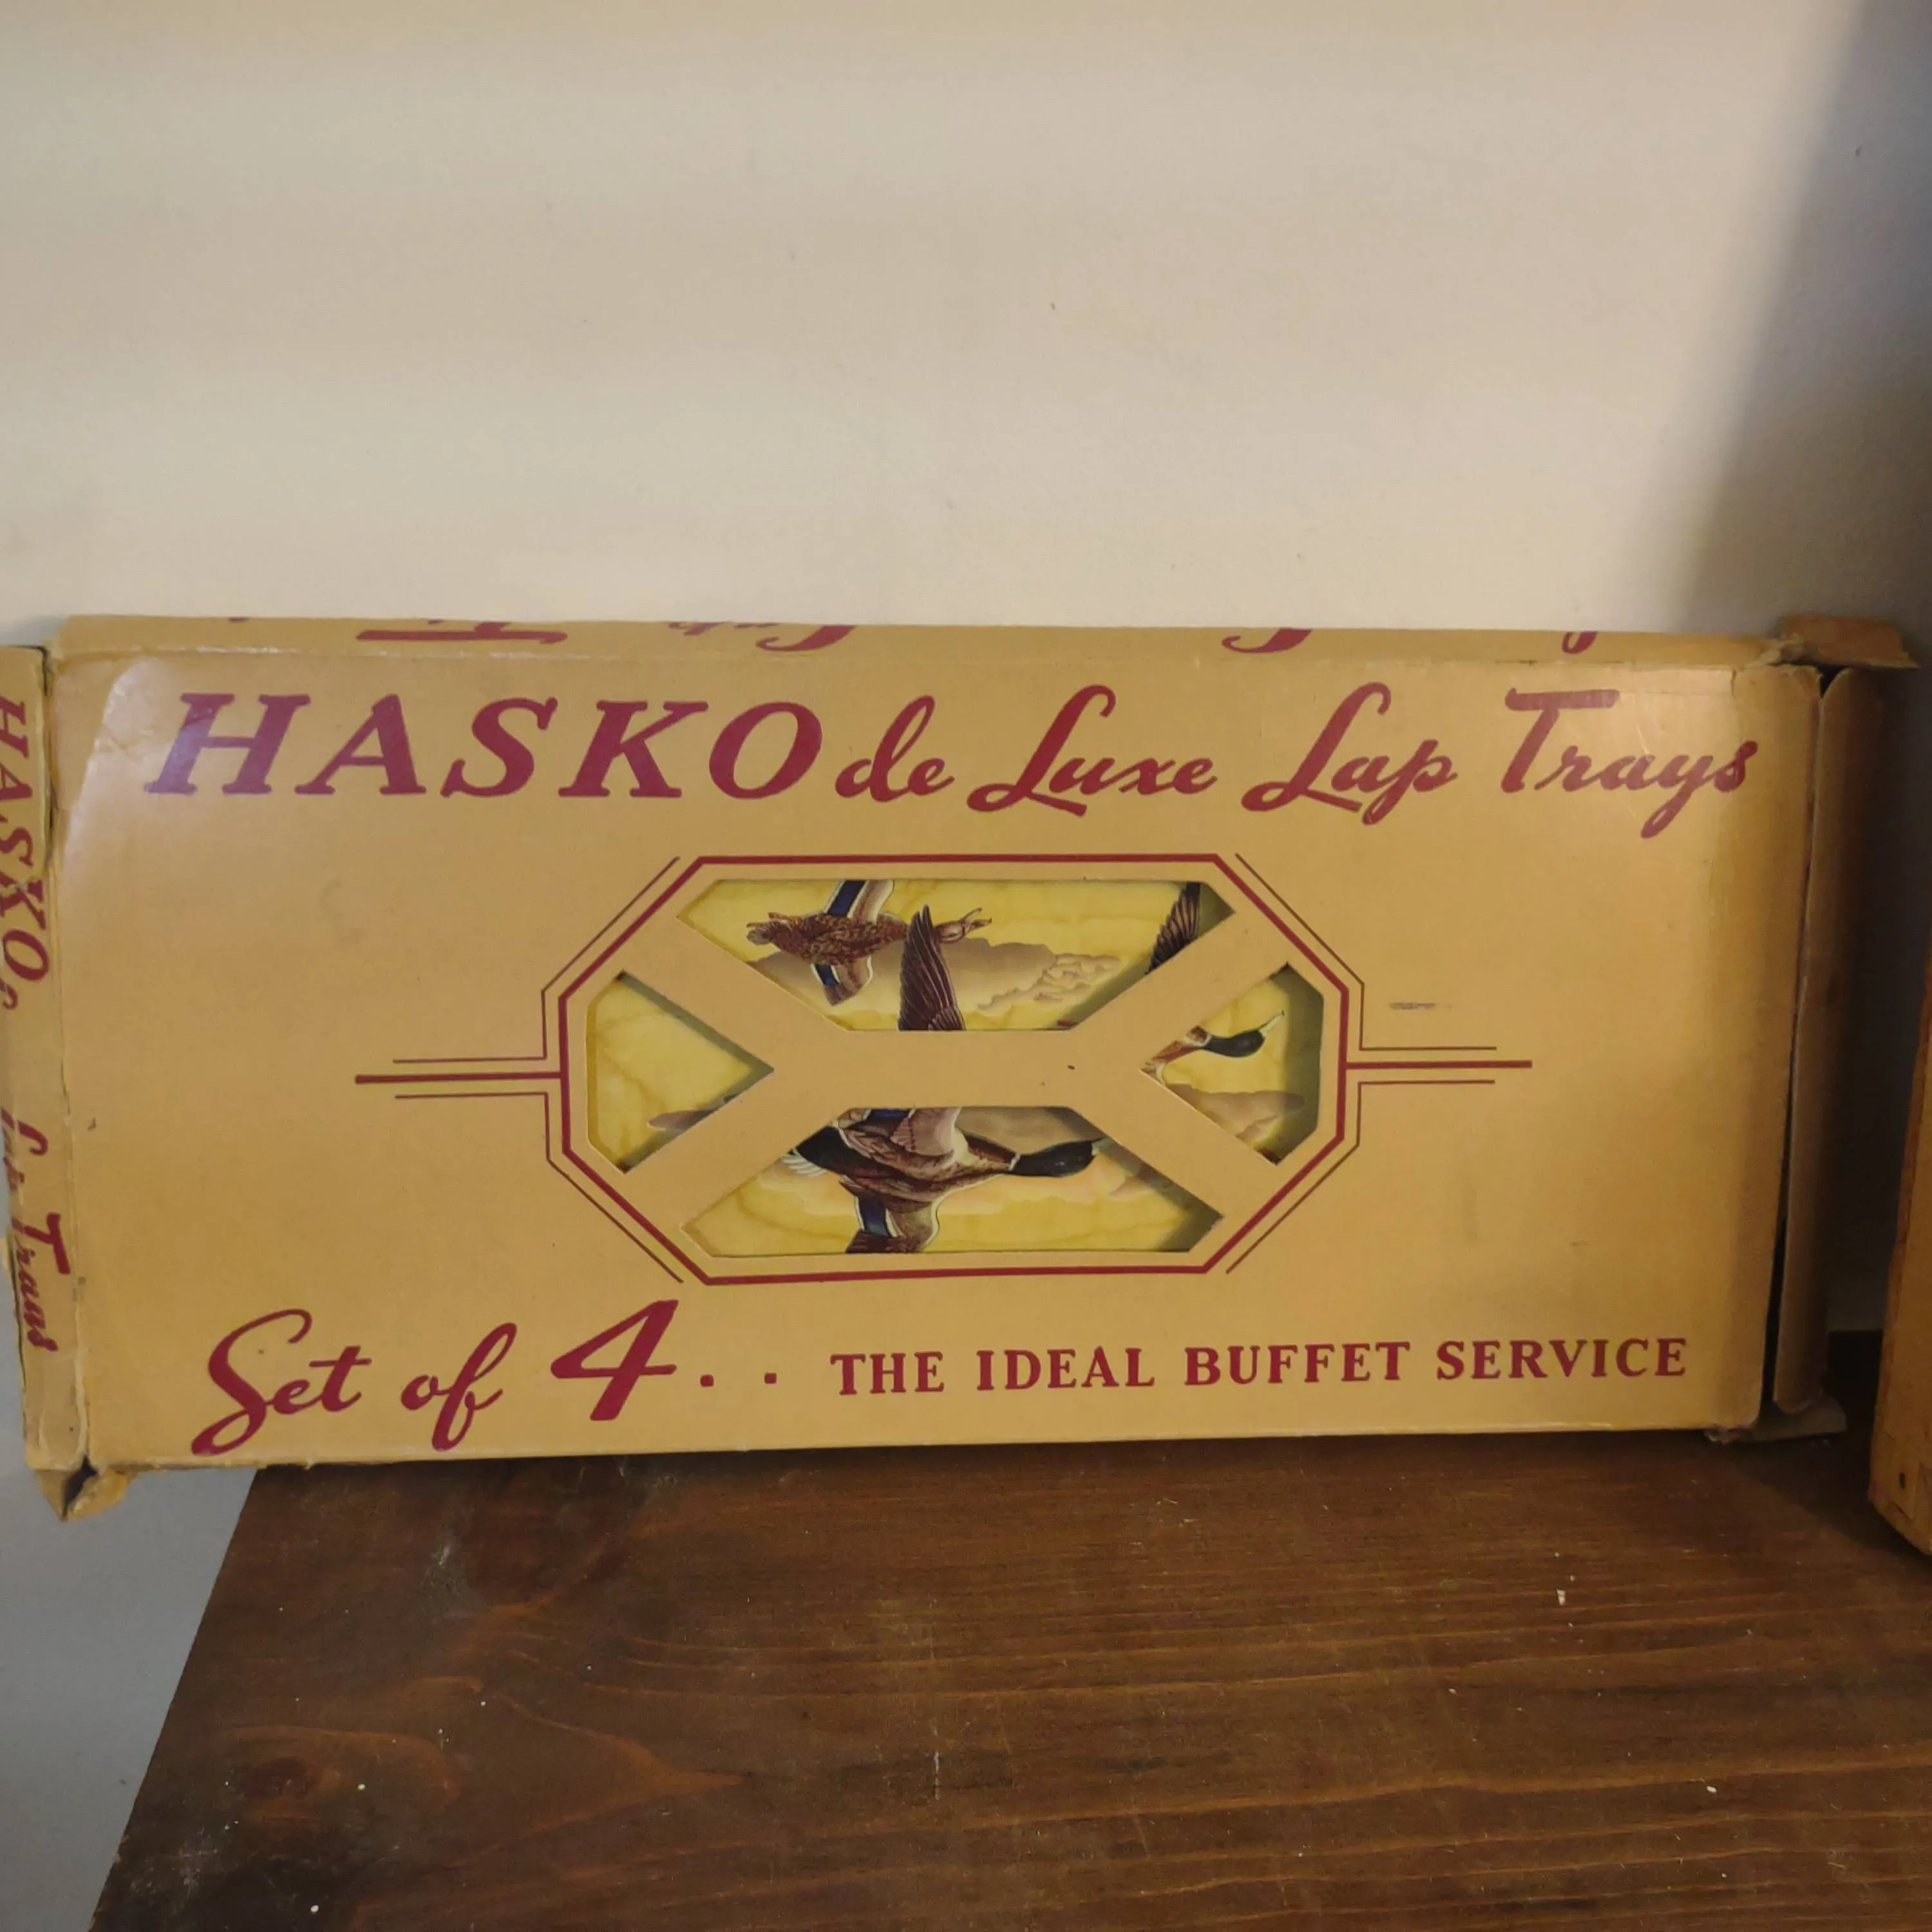 HASKO de Luxe Lap Trays
Set of 4 . . THE IDEAL BUFFET SERVICE
HASKO
Lap Trays